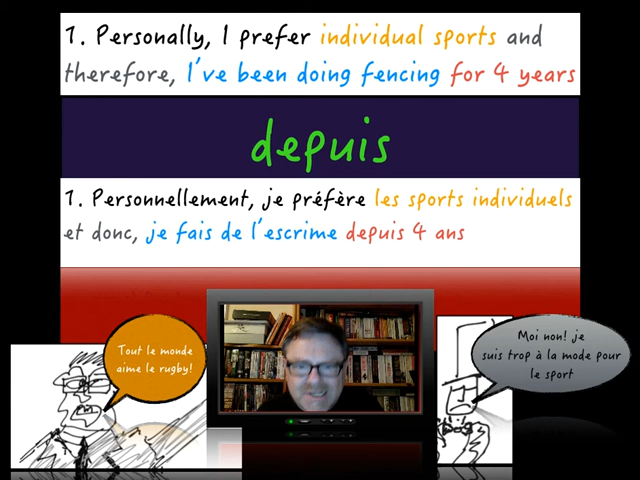 1. Personally, I prefer individual sports and
therefore, I've been doing fencing for 4 years
depuis
1. Personnellement, je préfère les sports individuels
et donc, je fais de l'escrime depuis 4 ans
Tout le monde
aime le rugby!
Moi non! je
suis trop à la mode pour
le sport